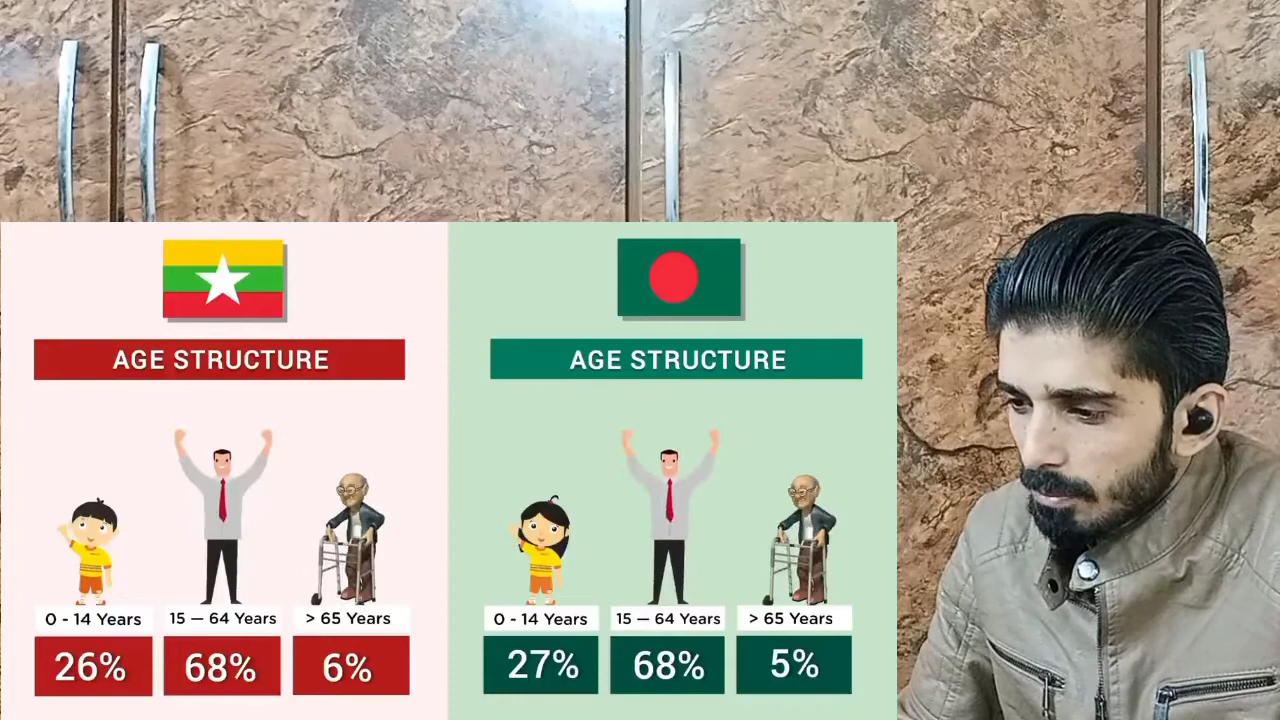 AGE STRUCTURE
0 - 14 Years
15 — 64 Years
> 65 Years
26%
68%
6%
AGE STRUCTURE
0 - 14 Years
15 — 64 Years
> 65 Years
27%
68%
5%